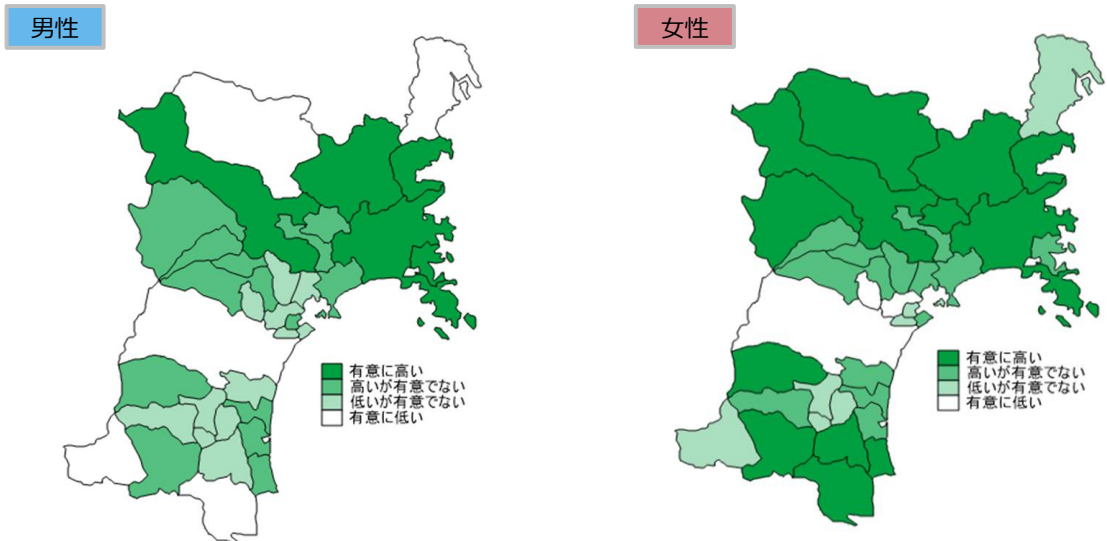 男性
女性
有意に高い
高いが有意でない
低いが有意でない
有意に低い
有意に高い
高いが有意でない
低いが有意でない
有意に低い